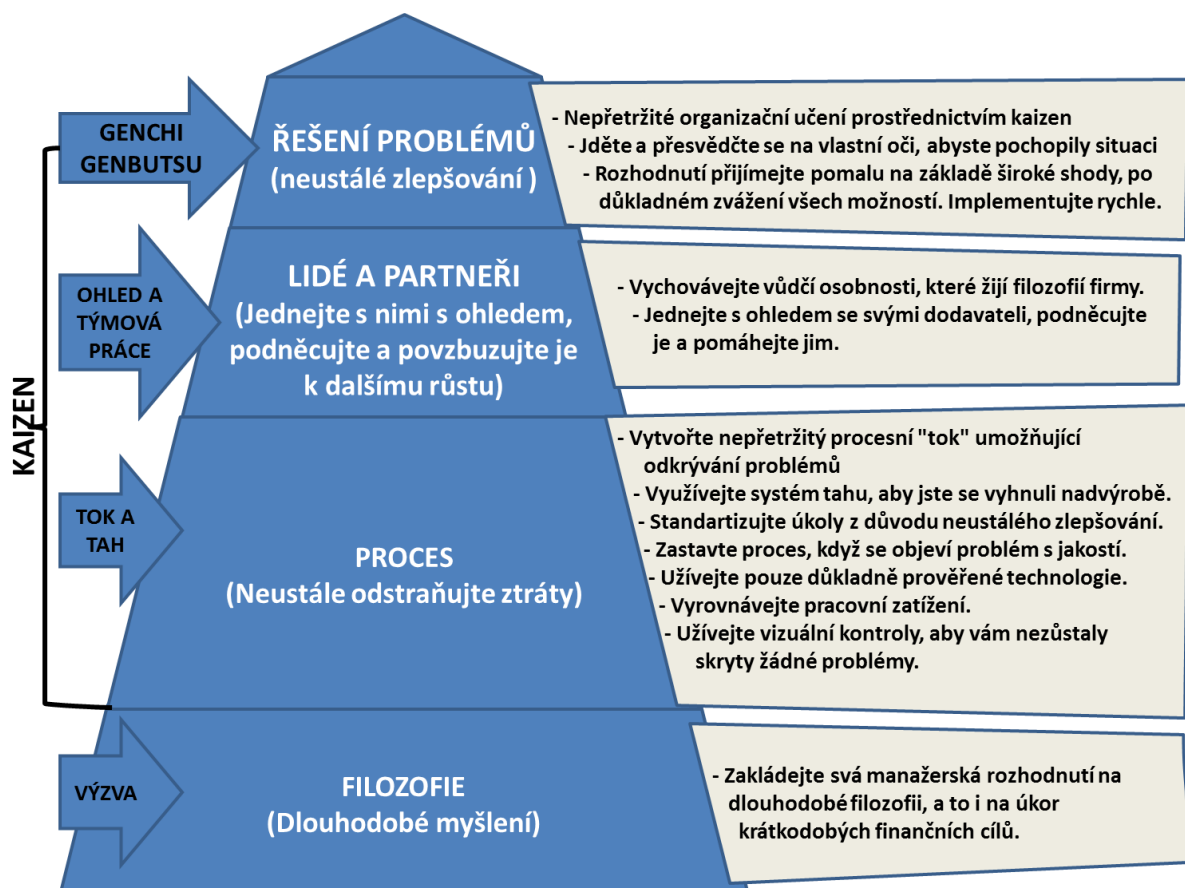 KAIZEN
GENCHI
GENBUTSU
ŘEŠENÍ PROBLÉMŮ
(neustálé zlepšování )
- Nepřetržité organizační učení prostřednictvím kaizen
- Jděte a přesvědčte se na vlastní oči, abyste pochopily situaci
- Rozhodnutí přijímejte pomalu na základě široké shody, po
důkladném zvážení všech možností. Implementujte rychle.
OHLED A
TÝMOVÁ
PRÁCE
LIDÉ A PARTNEŘI
(Jednejte s nimi s ohledem,
podněcujte a povzbuzujte je
k dalšímu růstu)
- Vychovávejte vůdčí osobnosti, které žijí filozofií firmy.
- Jednejte s ohledem se svými dodavateli, podněcujte
je a pomáhejte jim.
TOK A
TAH
PROCES
(Neustále odstraňujte ztráty)
- Vytvořte nepřetržitý procesní "tok" umožňující
odkrývání problémů
- Využívejte systém tahu, aby jste se vyhnuli nadvýrobě.
- Standartizujte úkoly z důvodu neustálého zlepšování.
- Zastavte proces, když se objeví problém s jakostí.
- Užívejte pouze důkladně prověřené technologie.
- Vyrovnávejte pracovní zatížení.
- Užívejte vizuální kontroly, aby vám nezůstaly
skryty žádné problémy.
VÝZVA
FILOZOFIE
(Dlouhodobé myšlení)
- Zakládejte svá manažerská rozhodnutí na
dlouhodobé filozofii, a to i na úkor
krátkodobých finančních cílů.